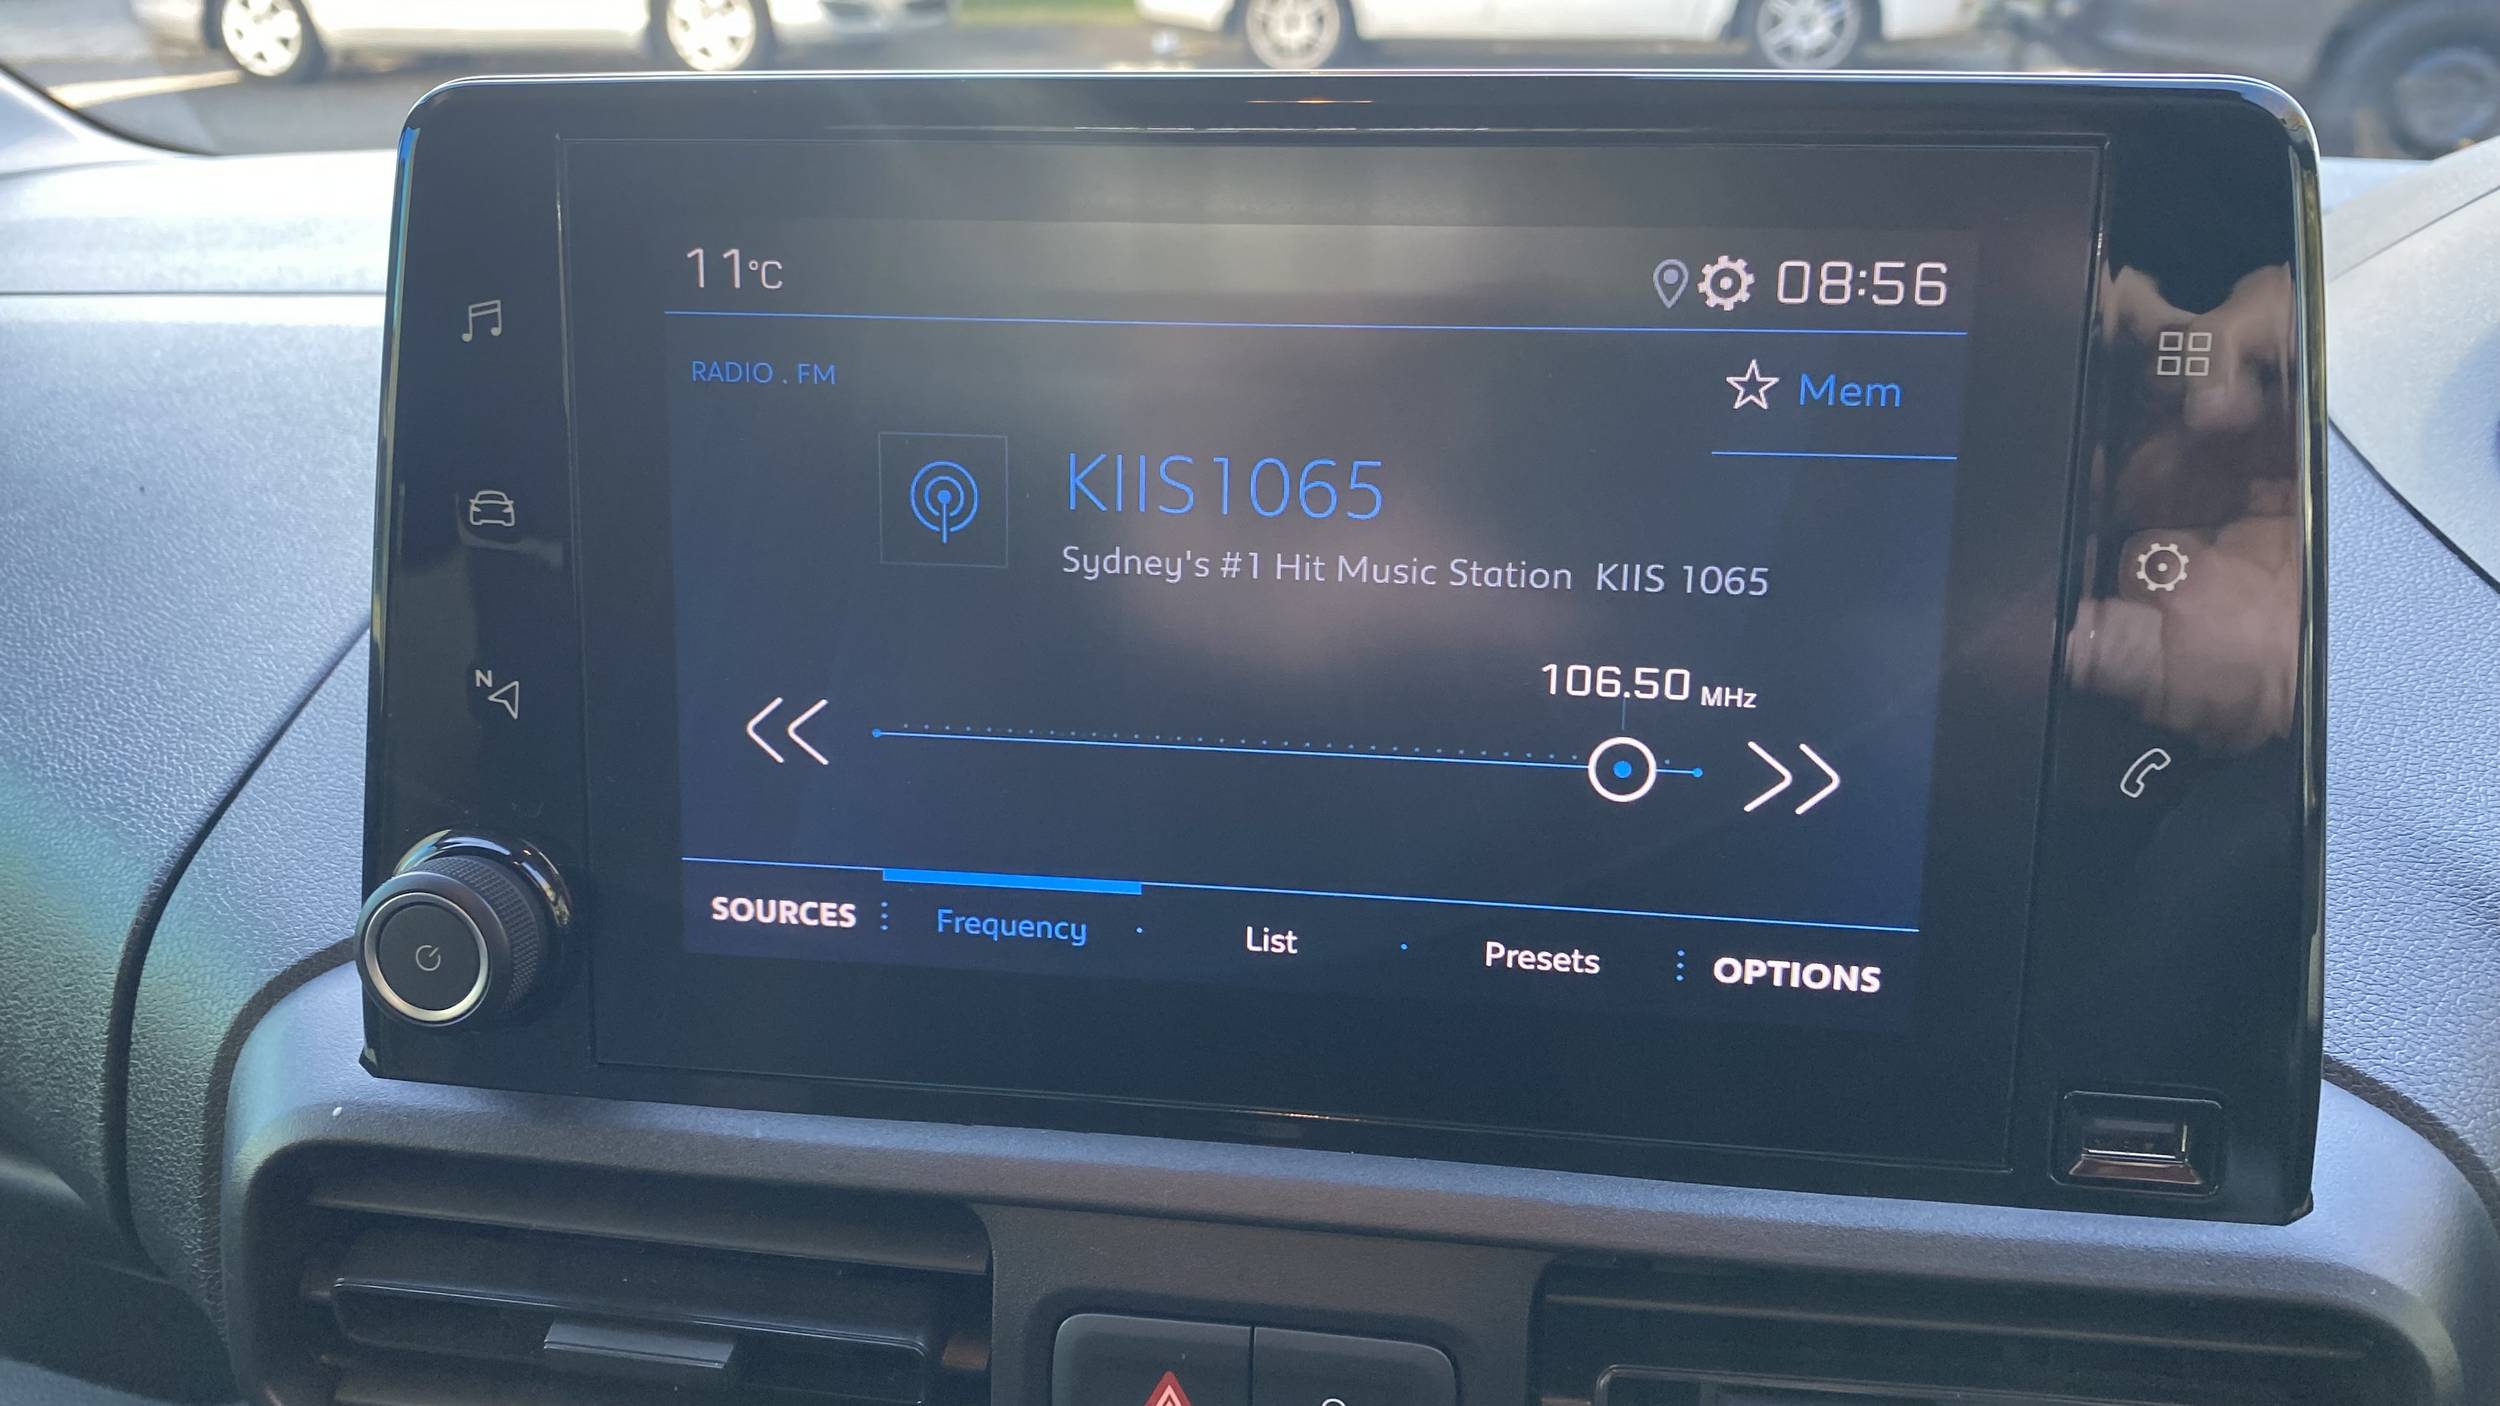 11°C 08:56
RADIO . FM
Mem
KIIS1065
Sydney's #1 Hit Music Station KIIS 1065
N
106.50 MHz
SOURCES Frequency List Presets OPTIONS